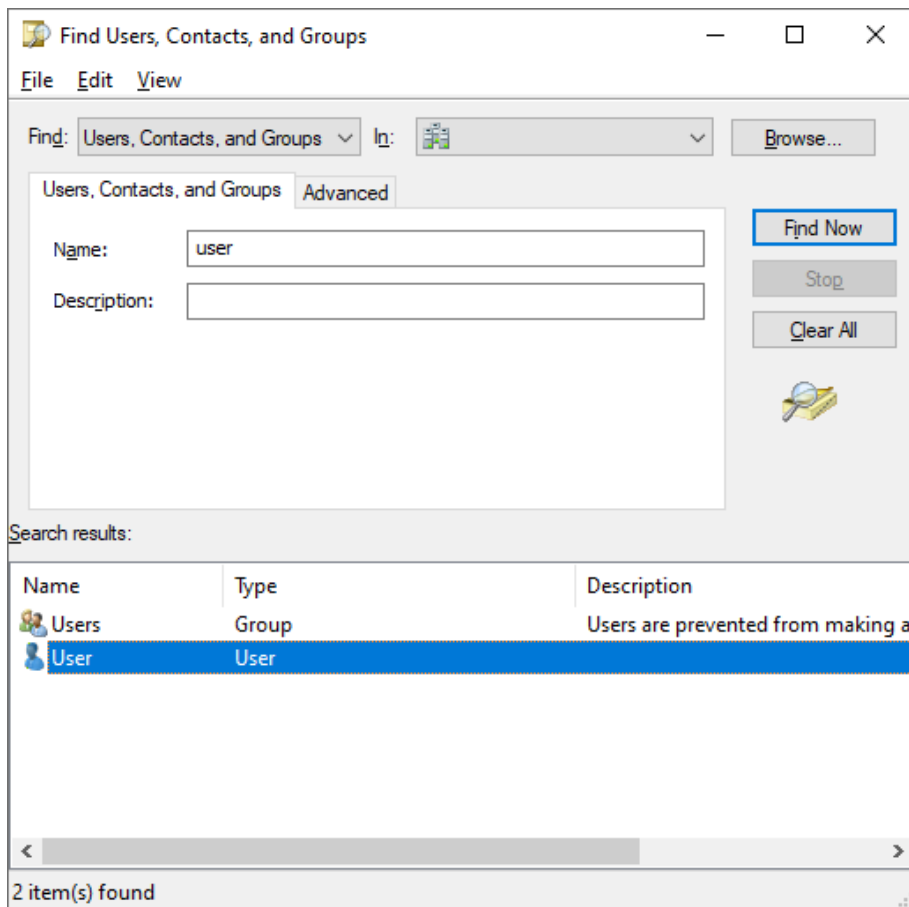 Find Users, Contacts, and Groups
File Edit View
Find: Users, Contacts, and Groups In: Browse...
Users, Contacts, and Groups Advanced
Name: user
Description:
Find Now
Stop
Clear All
Search results:
Name Type Description
Users Group Users are prevented from making a
User User
2 item(s) found